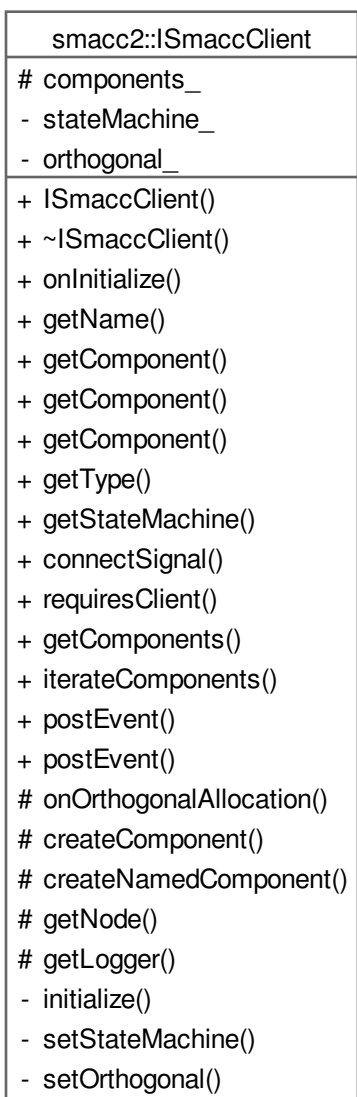 smacc2::ISmaccClient
# components_
- stateMachine_
- orthogonal_
+ ISmaccClient()
+ ~ISmaccClient()
+ onInitialize()
+ getName()
+ getComponent()
+ getComponent()
+ getComponent()
+ getType()
+ getStateMachine()
+ connectSignal()
+ requiresClient()
+ getComponents()
+ iterateComponents()
+ postEvent()
+ postEvent()
# onOrthogonalAllocation()
# createComponent()
# createNamedComponent()
# getNode()
# getLogger()
- initialize()
- setStateMachine()
- setOrthogonal()